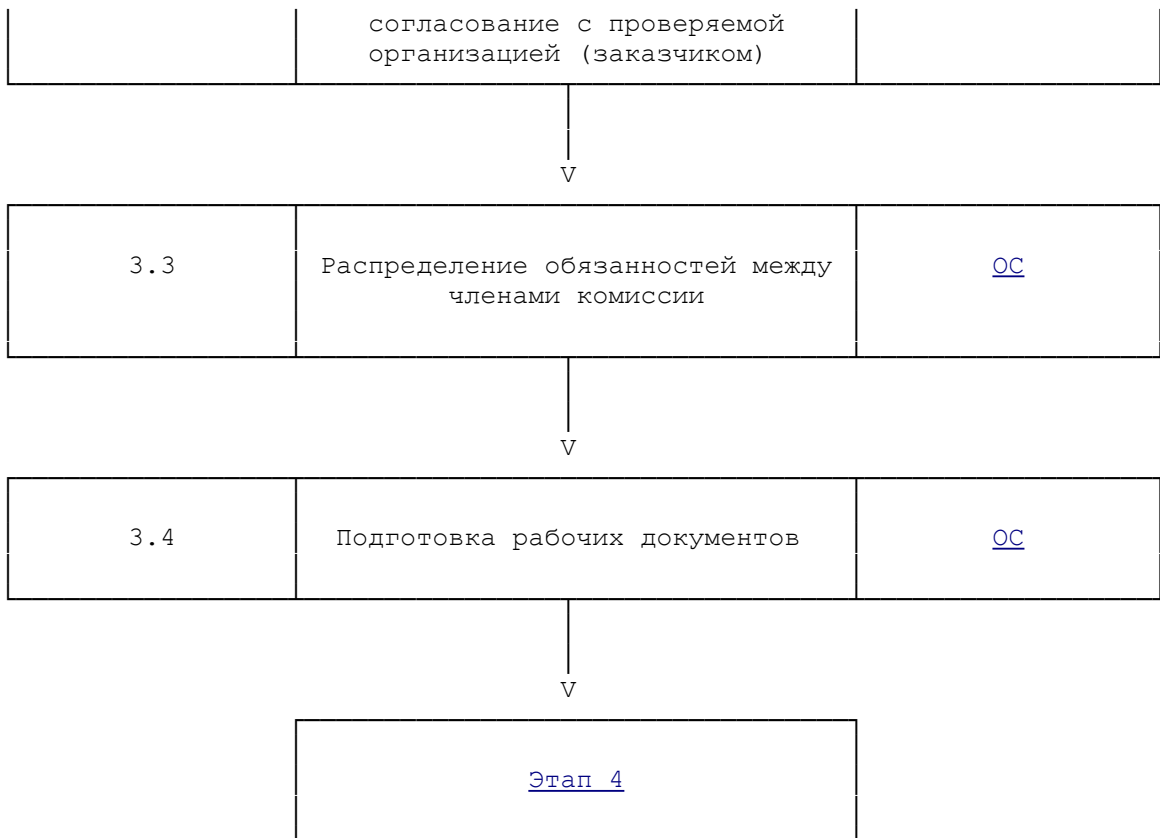 согласование с проверяемой
организацией (заказчиком)
V
3.3 Распределение обязанностей между ОС
членами комиссии
V
3.4 Подготовка рабочих документов ОС
V
Этап 4